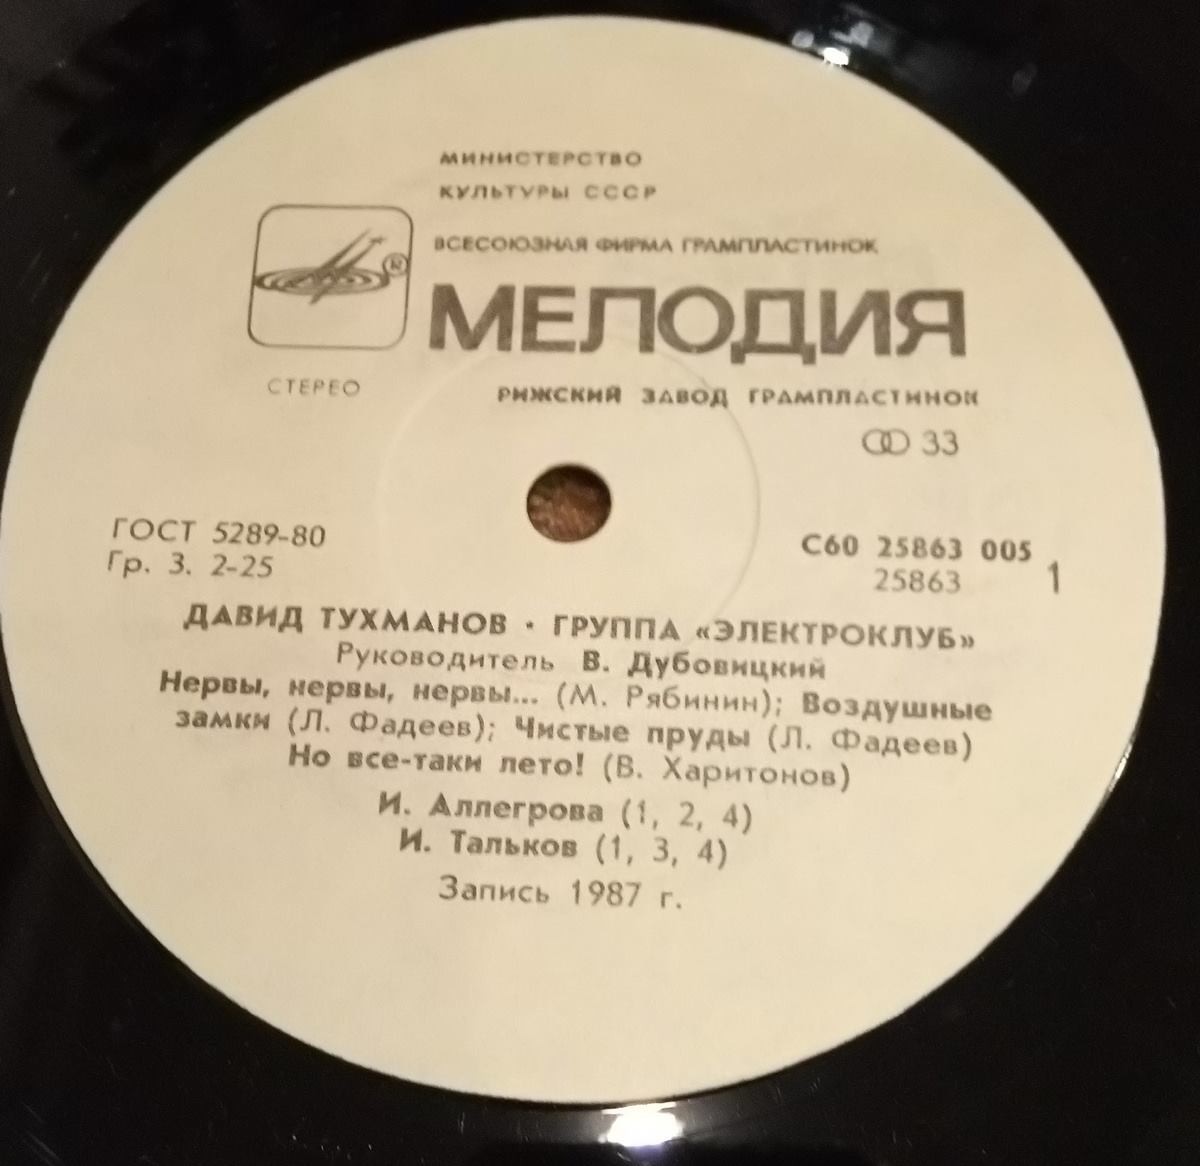 МИНИСТЕРСТВО
КУЛЬТУРЫ СССР
ВСЕСОЮЗНАЯ ФИРМА ГРАМПЛАСТИНОК
®
МЕЛОДИЯ
СТЕРЕО
РИЖСКИЙ ЗАВОД ГРАМПЛАСТИНОК
33
ГОСТ 5289-80
Гр. 3. 2-25
С60 25863 005
25863
1
ДАВИД ТУХМАНОВ · ГРУППА «ЭЛЕКТРОКЛУБ»
Руководитель В. Дубовицкий
Нервы, нервы, нервы... (М. Рябинин); Воздушные
замки (Л. Фадеев); Чистые пруды (Л. Фадеев)
Но все-таки лето! (В. Харитонов)
И. Аллегрова (1, 2, 4)
И. Тальков (1, 3, 4)
Запись 1987 г.